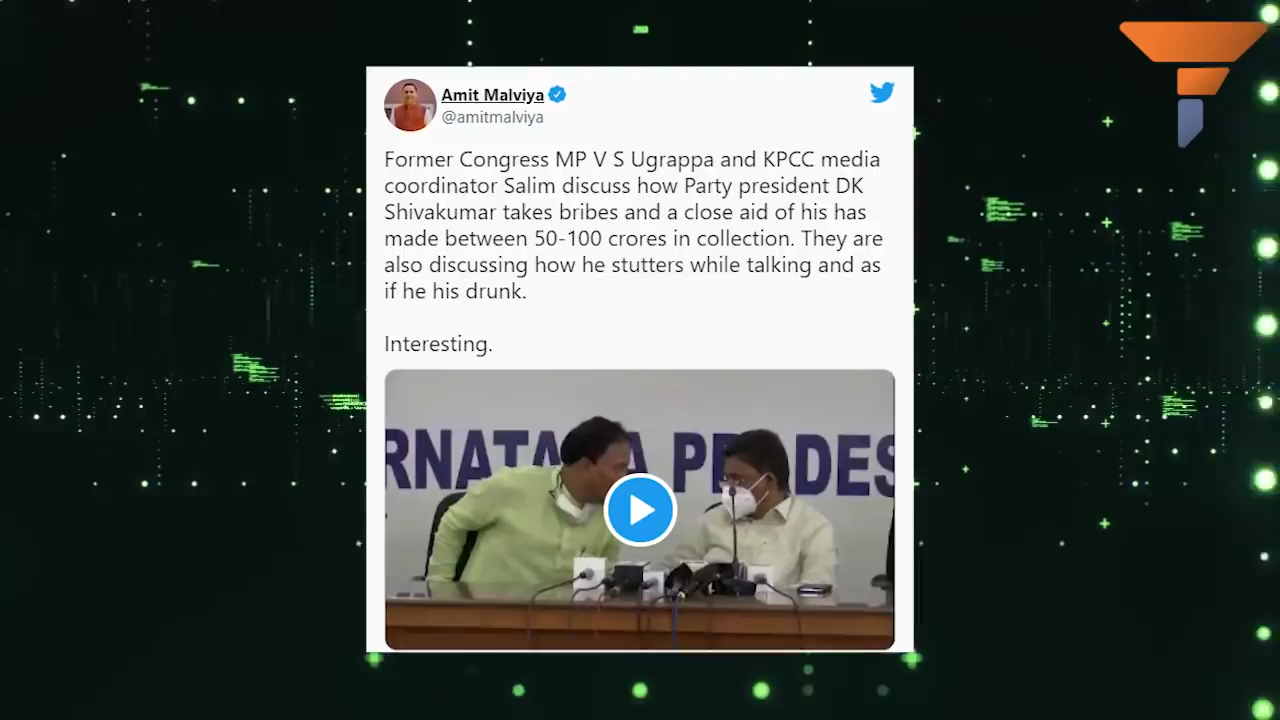 Amit Malviya
@amitmalviya
Former Congress MP V S Ugrappa and KPCC media
coordinator Salim discuss how Party president DK
Shivakumar takes bribes and a close aid of his has
made between 50-100 crores in collection. They are
also discussing how he stutters while talking and as
if he his drunk.
Interesting.
RNATA A P ADES